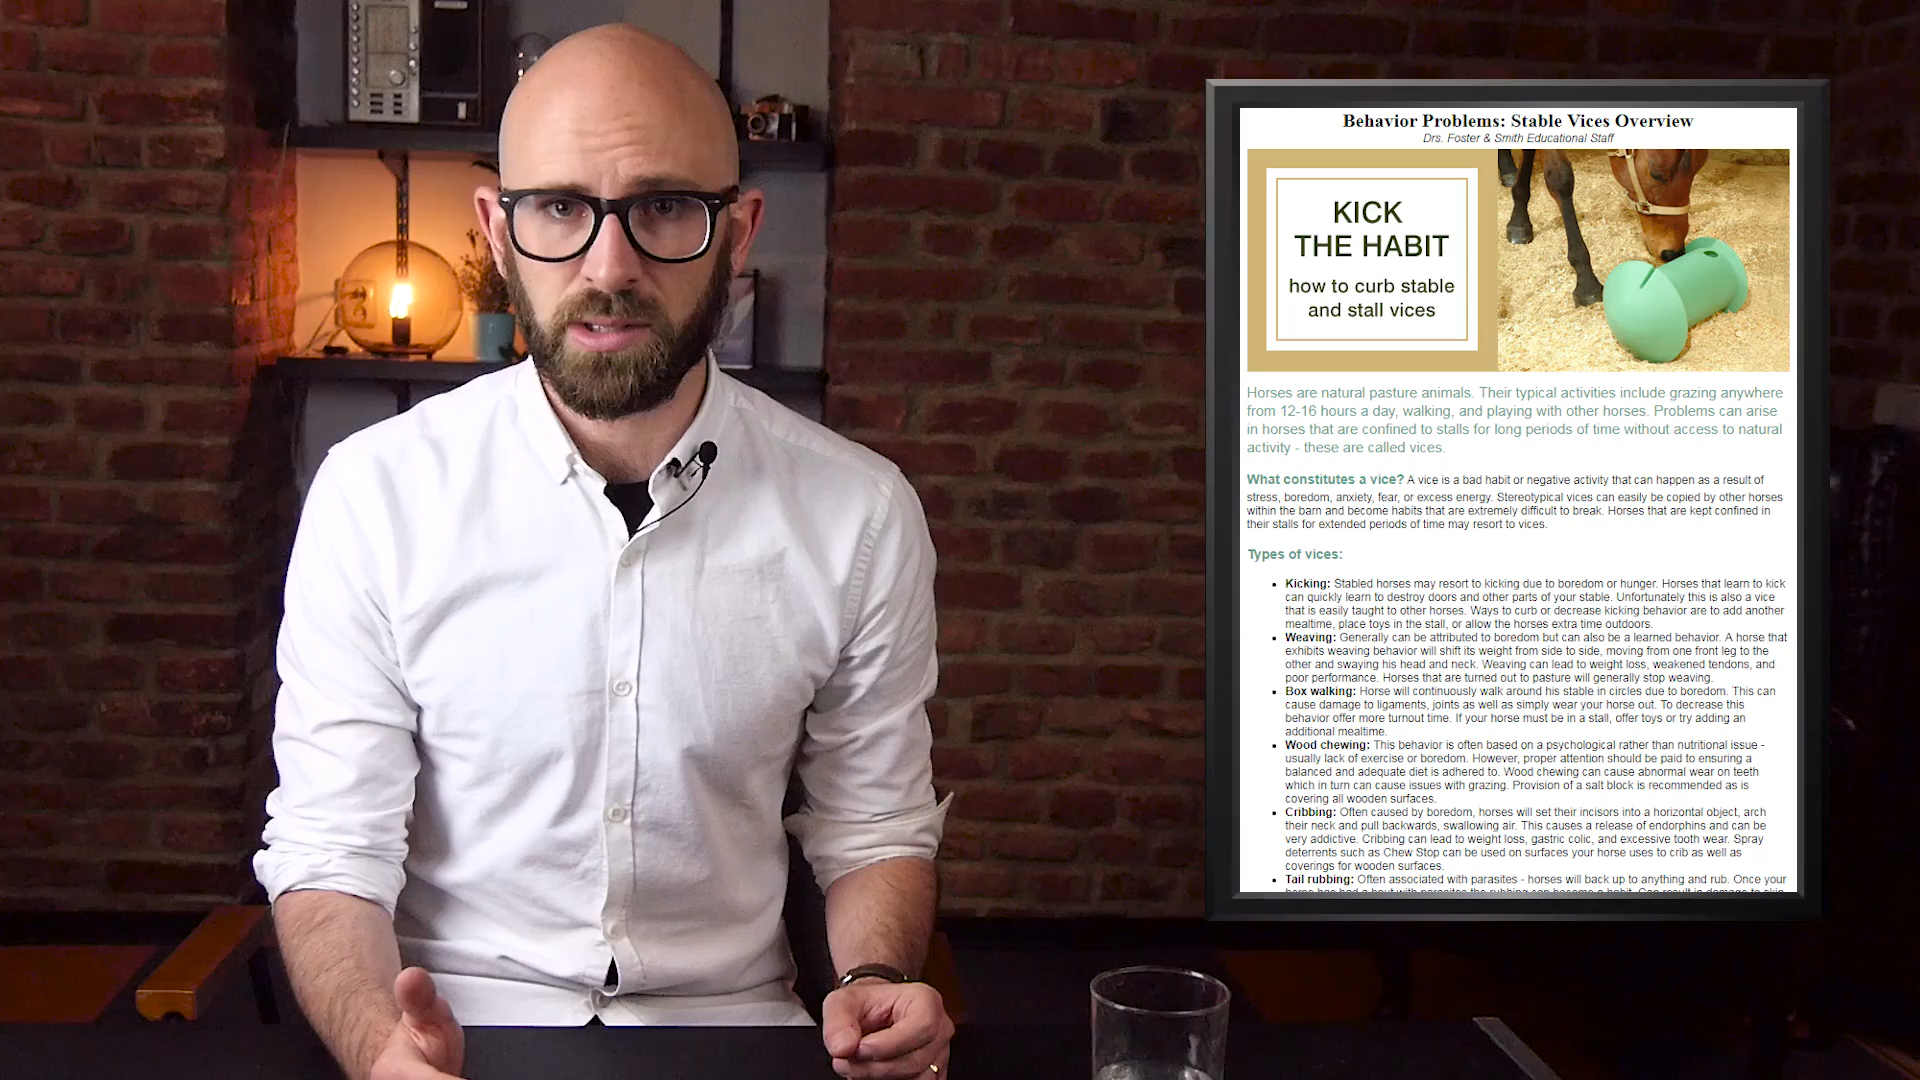 Behavior Problems: Stable Vices Overview
Drs. Foster & Smith Educational Staff
KICK
THE HABIT
how to curb stable
and stall vices
Horses are natural pasture animals. Their typical activities include grazing anywhere
from 12-16 hours a day, walking, and playing with other horses. Problems can arise
in horses that are confined to stalls for long periods of time without access to natural
activity - these are called vices.
What constitutes a vice? A vice is a bad habit or negative activity that can happen as a result of
stress, boredom, anxiety, fear, or excess energy. Stereotypical vices can easily be copied by other horses
within the barn and become habits that are extremely difficult to break. Horses that are kept confined in
their stalls for extended periods of time may resort to vices.
Types of vices:
• Kicking: Stabled horses may resort to kicking due to boredom or hunger. Horses that learn to kick
can quickly learn to destroy doors and other parts of your stable. Unfortunately this is also a vice
that is easily taught to other horses. Ways to curb or decrease kicking behavior are to add another
mealtime, place toys in the stall, or allow the horses extra time outdoors.
• Weaving: Generally can be attributed to boredom but can also be a learned behavior. A horse that
exhibits weaving behavior will shift its weight from side to side, moving from one front leg to the
other and swaying his head and neck. Weaving can lead to weight loss, weakened tendons, and
poor performance. Horses that are turned out to pasture will generally stop weaving.
• Box walking: Horse will continuously walk around his stable in circles due to boredom. This can
cause damage to ligaments, joints as well as simply wear your horse out. To decrease this
behavior offer more turnout time. If your horse must be in a stall, offer toys or try adding an
additional mealtime.
• Wood chewing: This behavior is often based on a psychological rather than nutritional issue -
usually lack of exercise or boredom. However, proper attention should be paid to ensuring a
balanced and adequate diet is adhered to. Wood chewing can cause abnormal wear on teeth
which in turn can cause issues with grazing. Provision of a salt block is recommended as is
covering all wooden surfaces.
• Cribbing: Often caused by boredom, horses will set their incisors into a horizontal object, arch
their neck and pull backwards, swallowing air. This causes a release of endorphins and can be
very addictive. Cribbing can lead to weight loss, gastric colic, and excessive tooth wear. Spray
deterrents such as Chew Stop can be used on surfaces your horse uses to crib as well as
coverings for wooden surfaces.
• Tail rubbing: Often associated with parasites - horses will back up to anything and rub. Once your